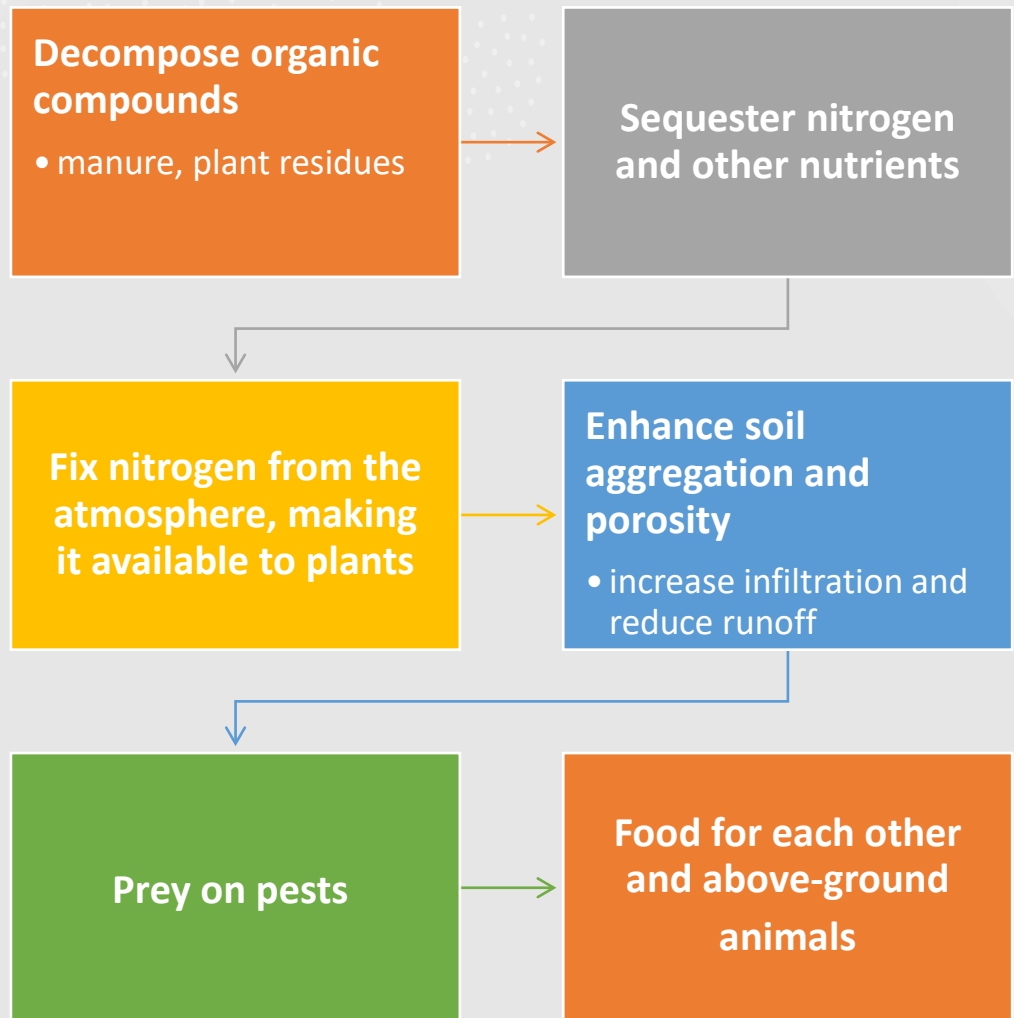 Decompose organic
compounds
• manure, plant residues
Sequester nitrogen
and other nutrients
Fix nitrogen from the
atmosphere, making
it available to plants
Enhance soil
aggregation and
porosity
• increase infiltration and
reduce runoff
Prey on pests
Food for each other
and above-ground
animals